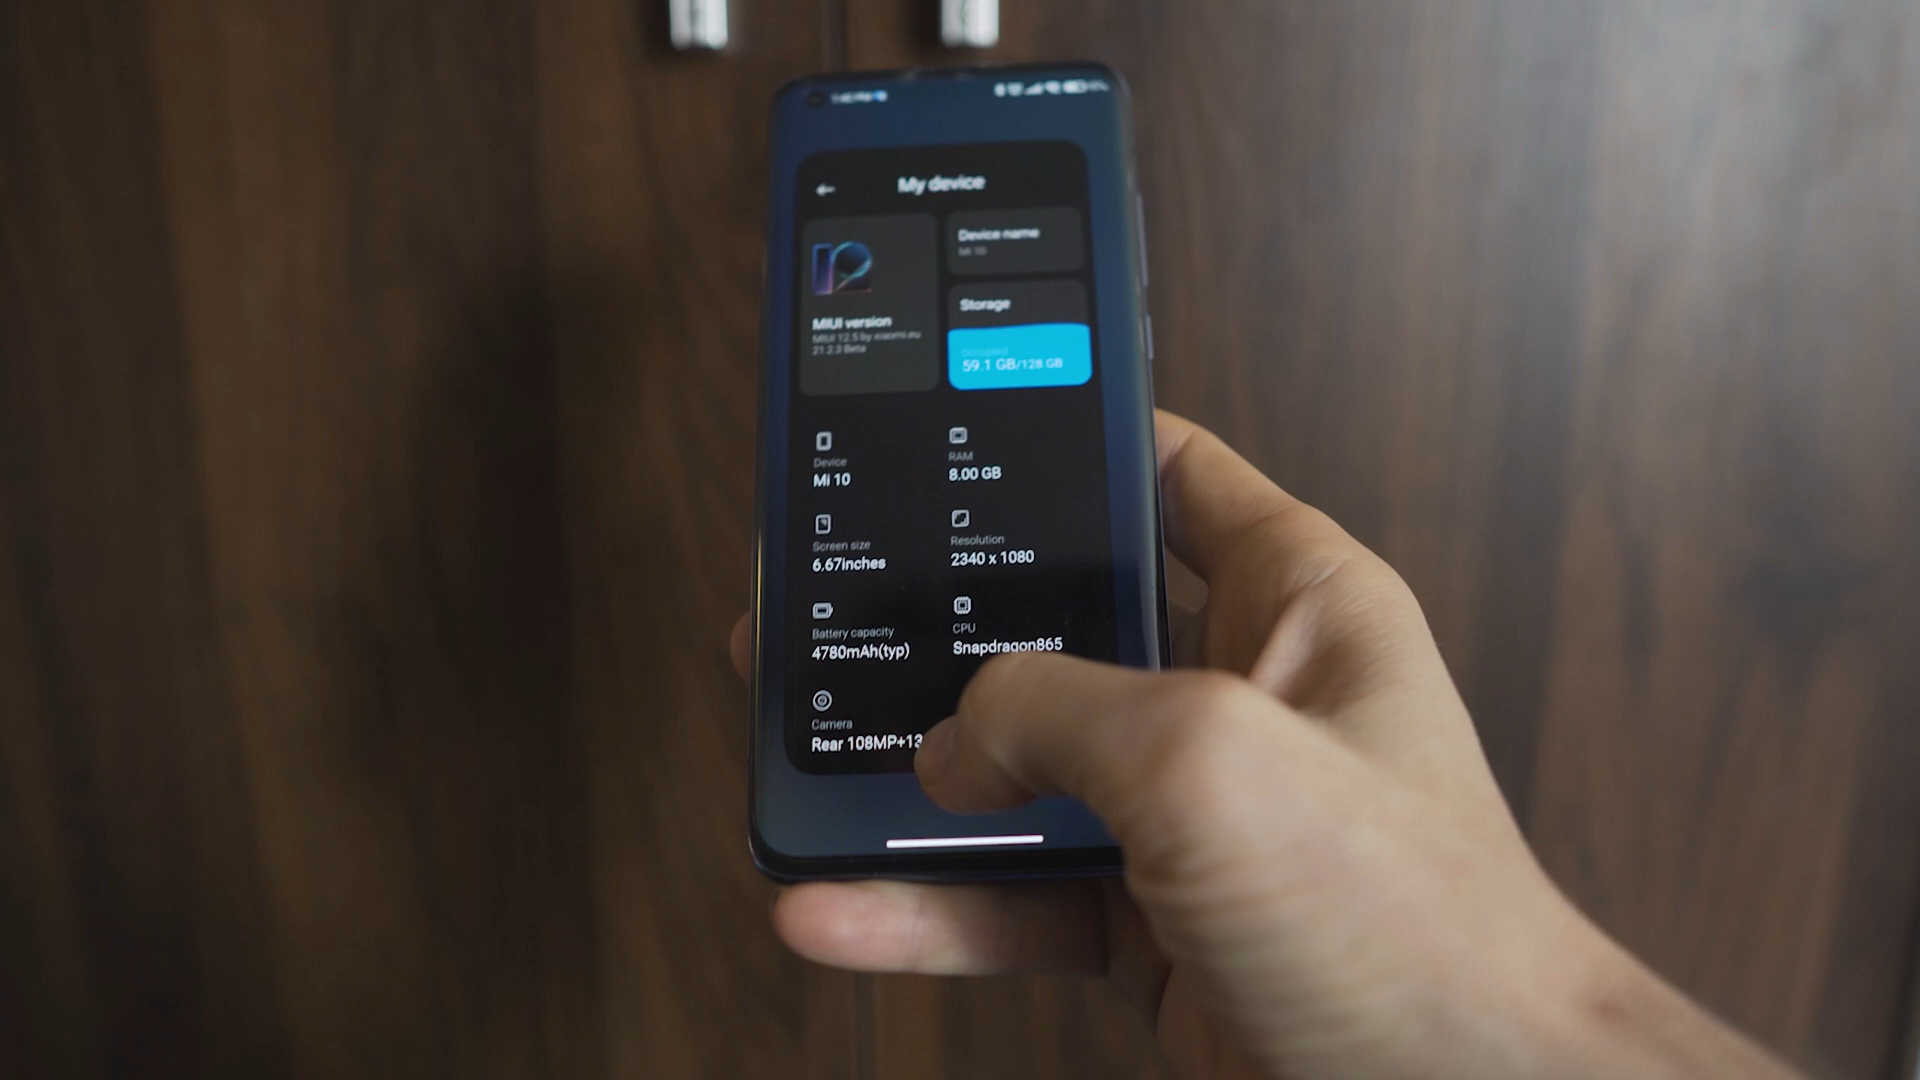 My device
MIUI version
MIUI 12.5 by xiaomi.eu
21.2.3 Beta
Device name
Mi 10
Storage
Occupied
59.1 GB/128 GB
Device
Mi 10
RAM
8.00 GB
Screen size
6.67inches
Resolution
2340 x 1080
Battery capacity
4780mAh(typ)
CPU
Snapdragon865
Camera
Rear 108MP+13